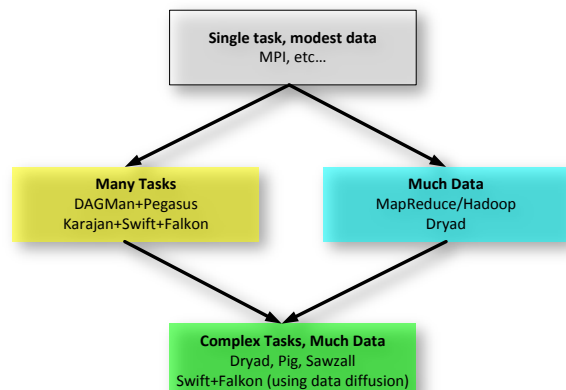 Single task, modest data
MPI, etc…
Many Tasks
DAGMan+Pegasus
Karajan+Swift+Falkon
Much Data
MapReduce/Hadoop
Dryad
Complex Tasks, Much Data
Dryad, Pig, Sawzall
Swift+Falkon (using data diffusion)